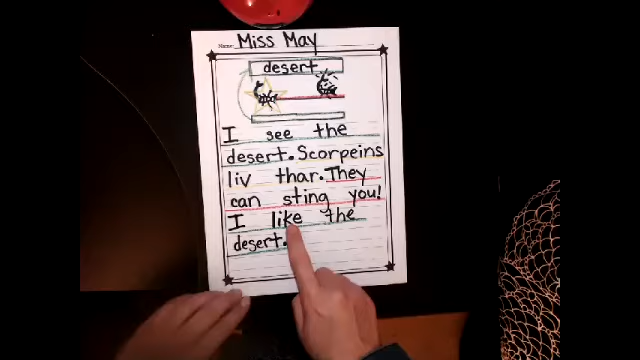 Name: Miss May
desert
I see the
desert. Scorpeins
liv thar. They
can sting you!
I like the
desert.